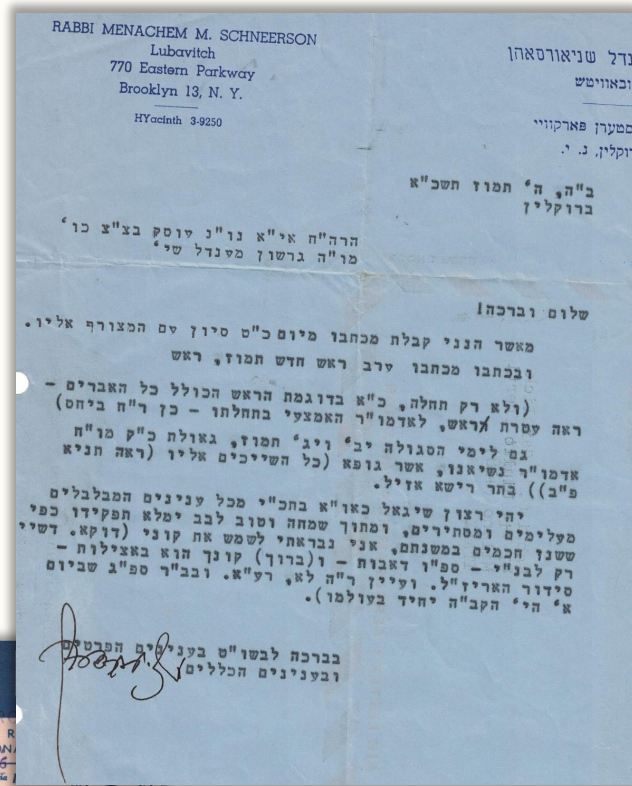 RABBI MENACHEM M. SCHNEERSON
Lubavitch
770 Eastern Parkway
Brooklyn 13, N. Y.
HYacinth 3-9250
נדל שניאורסאהן
ובאוויטש
סטערן פארקוויי
רוקלין, נ. י.
ב"ה, ה' תמוז תשכ"א
ברוקלין
הרה"ח אי"א נו"נ עוסק בצ"צ כו'
מו"ה גרשון מענדל שי'
שלום וברכה!
מאשר הנני קבלת מכתבו מיום כ"ט סיון עם המצורף אליו.
ובכתבו מכתבו ערב ראש חדש תמוז, ראש
(ולא רק תחלה, כ"א בדוגמת הראש הכולל כל האברים –
ראה עטרת ראש, לאדמו"ר האמצעי בתחלתו – כן ר"ח ביחס)
גם לימי הסגולה יב' ויג' תמוז, גאולת כ"ק מו"ח
אדמו"ר נשיאנו, אשר גופא (כל השייכים אליו (ראה תניא
פ"ב)) בתר רישא אזיל.
יהי רצון שיגאל כאו"א בתכ"י מכל ענינים המבלבלים
מעלימים ומסתירים, ומתוך שמחה וטוב לבב ימלא תפקידו כפי
ששנו חכמים במשנתם, אני נבראתי לשמש את קוני (דוקא. דשייך
רק לבנ"י – ספ"ו דאבות – ו(ברוך) קונך הוא באצילות –
סידור האריז"ל. ועיין ר"ה לא, רע"א. ובב"ר ספ"ג שביום
א' הי' הקב"ה יחיד בעולמו).
בברכה לבשו"ט בענינים הפרטים
ובענינים הכללים